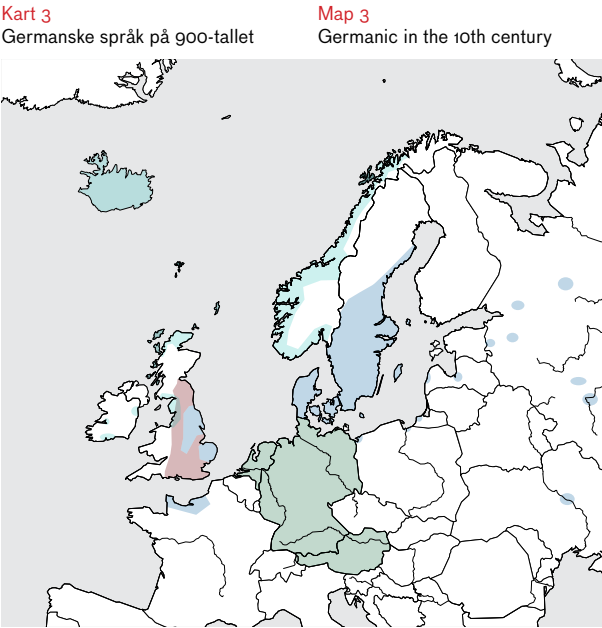 Kart 3
Germanske språk på 900-tallet
Map 3
Germanic in the 10th century